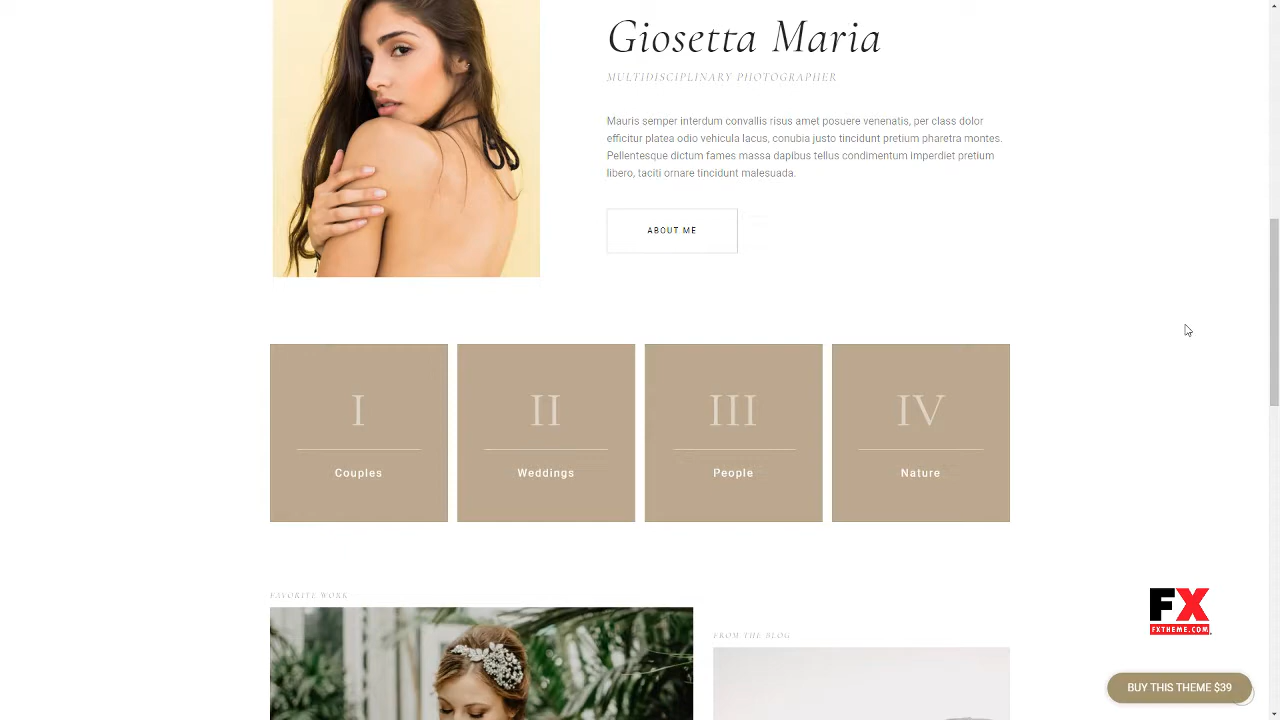 Giosetta Maria
MULTIDISCIPLINARY PHOTOGRAPHER
Mauris semper interdum convallis risus amet posuere venenatis, per class dolor
efficitur platea odio vehicula lacus, conubia justo tincidunt pretium pharetra montes.
Pellentesque dictum fames massa dapibus tellus condimentum imperdiet pretium
libero, taciti ornare tincidunt malesuada.
ABOUT ME
I
Couples
II
Weddings
III
People
IV
Nature
FAVORITE WORK
FROM THE BLOG
FX
FXTHEME.COM.
BUY THIS THEME $39